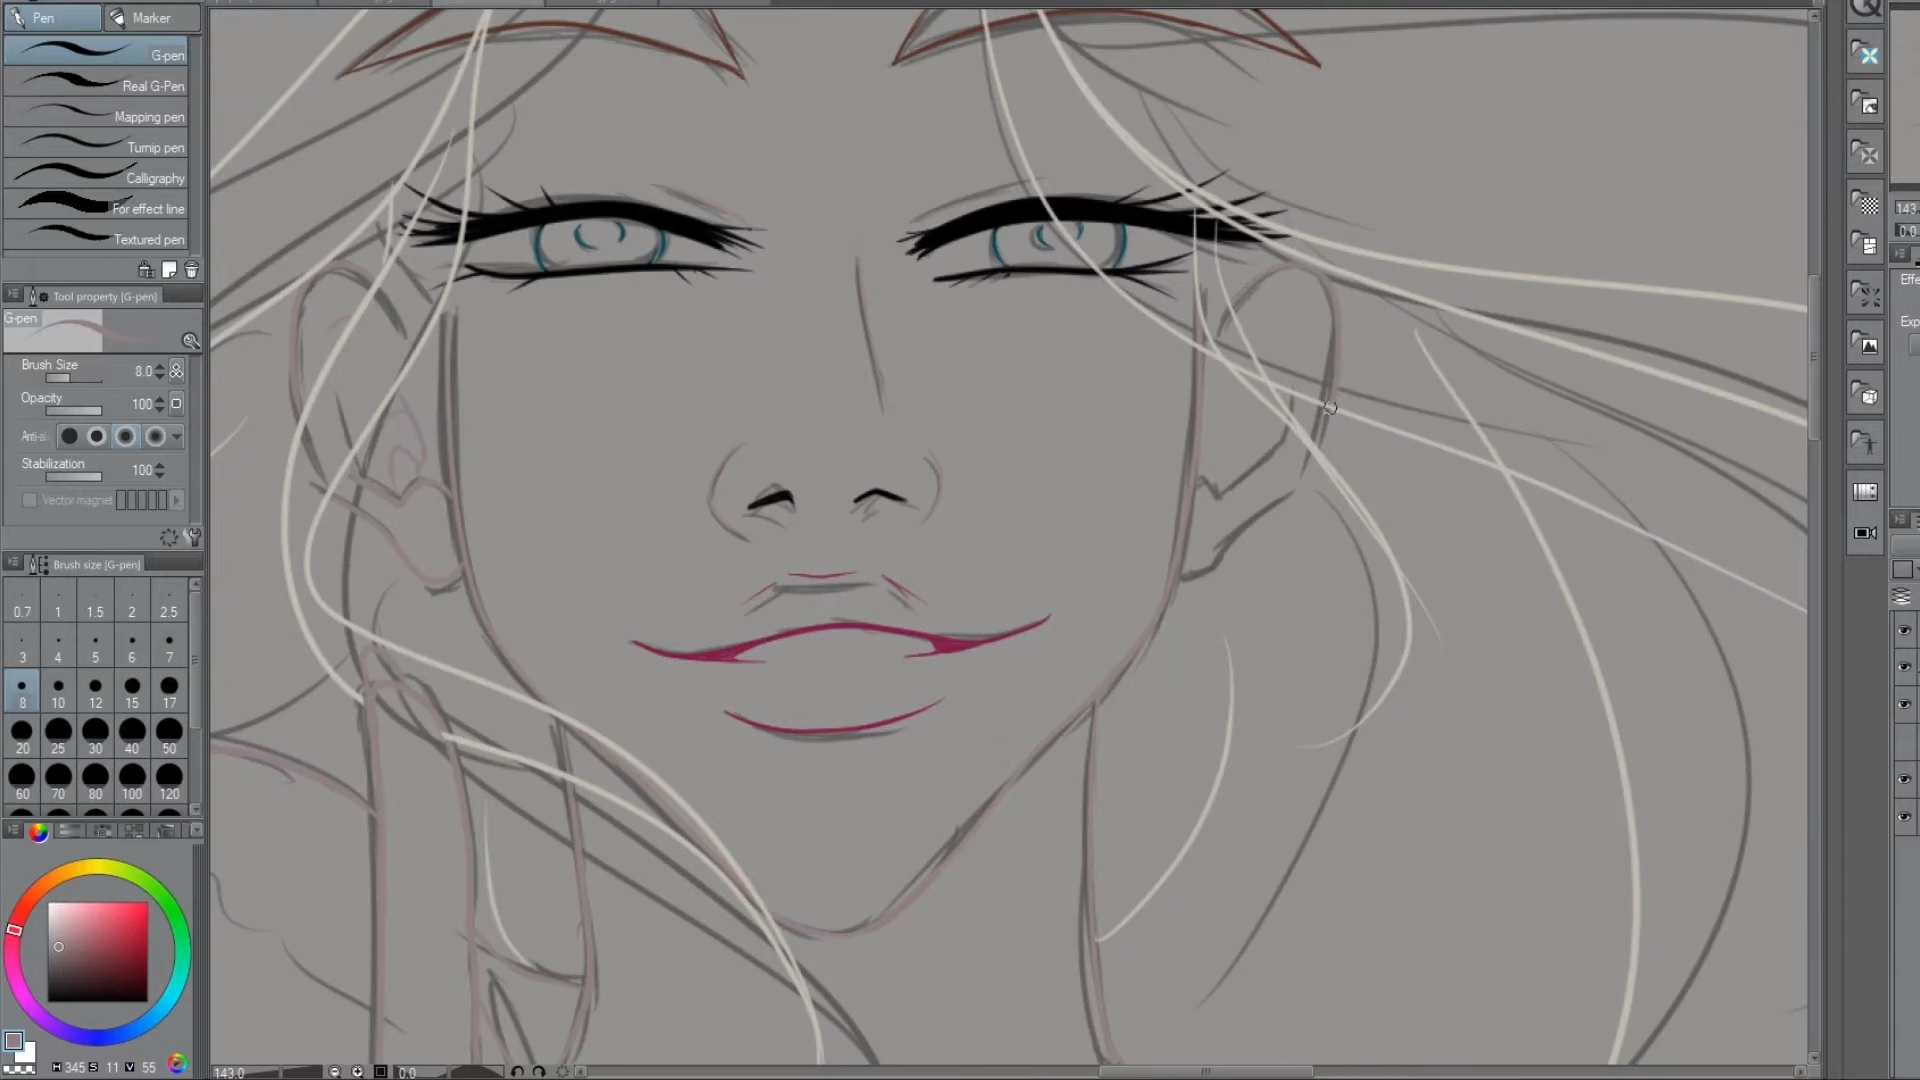 Pen
Marker
G-pen
Real G-Pen
Mapping pen
Turnip pen
Calligraphy
For effect line
Textured pen
Tool property [G-pen]
G-pen
Brush Size 8.0
Opacity 100
Anti-al
Stabilization 100
Vector magnet
Brush size [G-pen]
0.7 1 1.5 2 2.5
3 4 5 6 7
8 10 12 15 17
20 25 30 40 50
60 70 80 100 120
H 345 S 11 V 55
143.0
0.0
143.
0.0
Effe
Exp